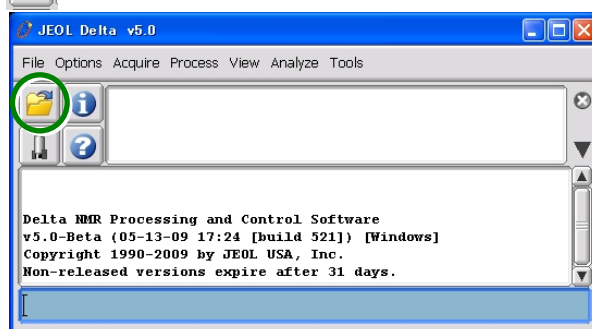 JEOL Delta v5.0
File Options Acquire Process View Analyze Tools
Delta NMR Processing and Control Software
v5.0-Beta (05-13-09 17:24 [build 521]) [Windows]
Copyright 1990-2009 by JEOL USA, Inc.
Non-released versions expire after 31 days.